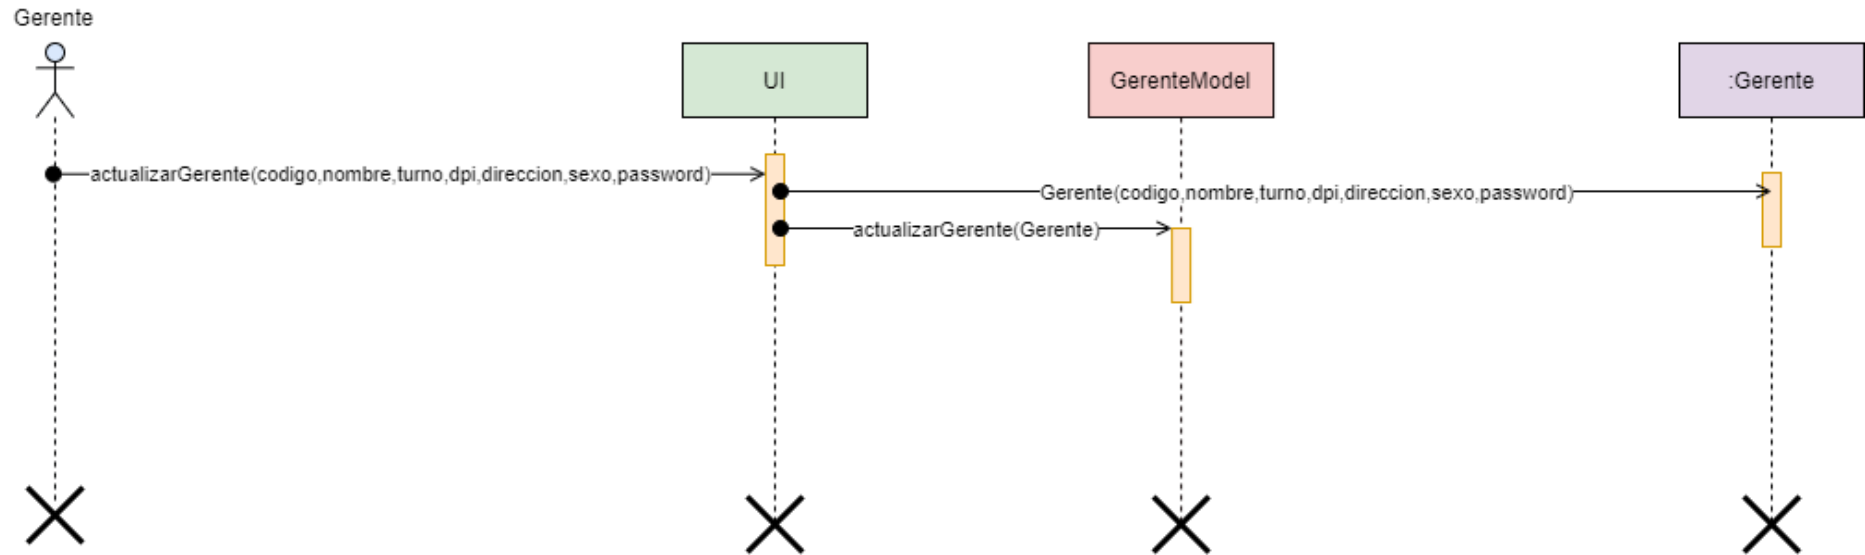 Gerente
UI
GerenteModel
:Gerente
actualizarGerente(codigo,nombre,turno,dpi,direccion,sexo,password)
Gerente(codigo,nombre,turno,dpi,direccion,sexo,password)
actualizarGerente(Gerente)